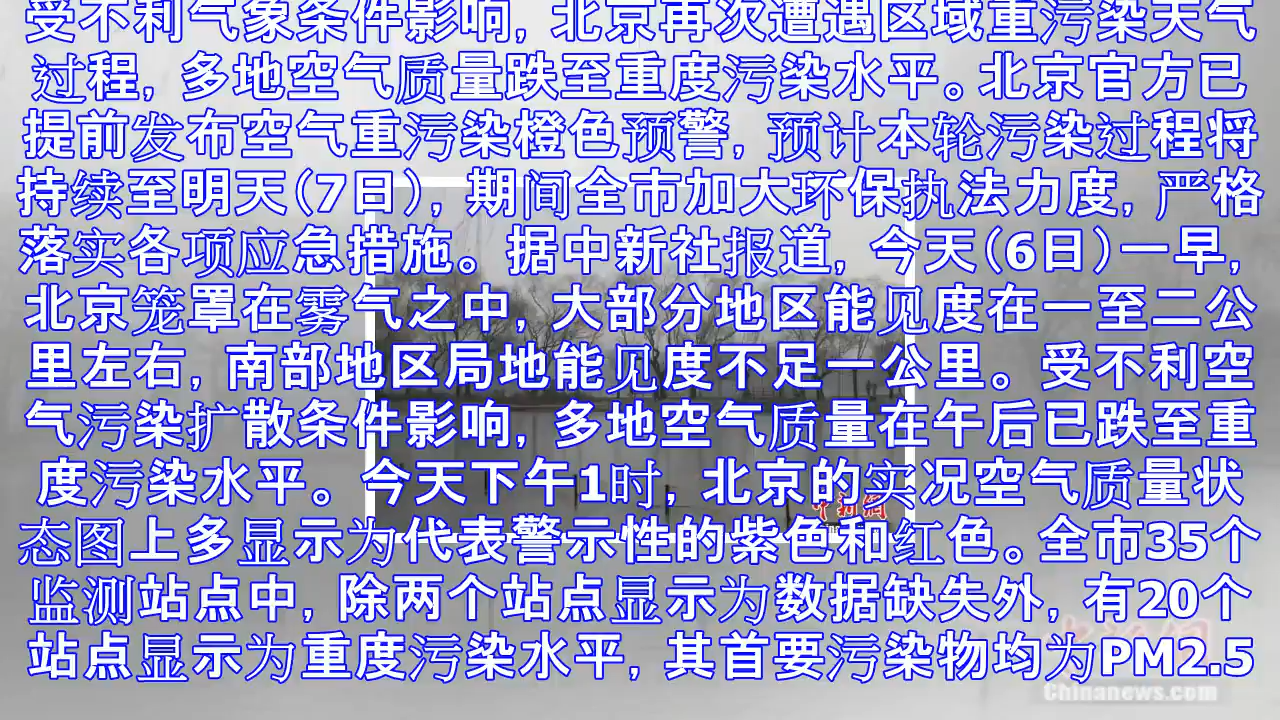 受不利气象条件影响, 北京再次遭遇区域重污染天气
过程, 多地空气质量跌至重度污染水平。北京官方已
提前发布空气重污染橙色预警, 预计本轮污染过程将
持续至明天(7日), 期间全市加大环保执法力度, 严格
落实各项应急措施。据中新社报道, 今天(6日)一早,
北京笼罩在雾气之中, 大部分地区能见度在一至二公
里左右, 南部地区局地能见度不足一公里。受不利空
气污染扩散条件影响, 多地空气质量在午后已跌至重
度污染水平。今天下午1时, 北京的实况空气质量状
态图上多显示为代表警示性的紫色和红色。全市35个
监测站点中, 除两个站点显示为数据缺失外, 有20个
站点显示为重度污染水平, 其首要污染物均为PM2.5
中新網
Chinanews.com